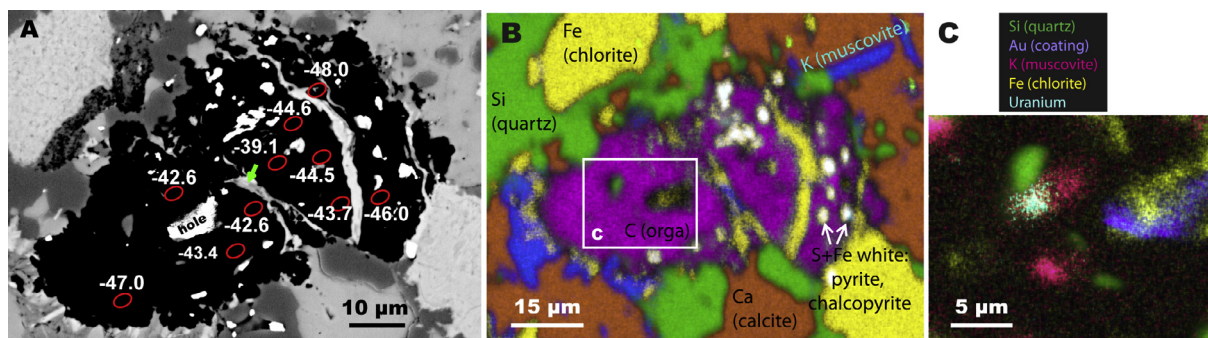 A
-48.0
-44.6
-39.1
-44.5
-42.6
-43.7
-46.0
hole
-42.6
-43.4
-47.0
10 µm
B
Fe
(chlorite)
K (muscovite)
Si
(quartz)
c
C (orga)
S+Fe white:
pyrite,
chalcopyrite
Ca
(calcite)
15 µm
C
Si (quartz)
Au (coating)
K (muscovite)
Fe (chlorite)
Uranium
5 µm